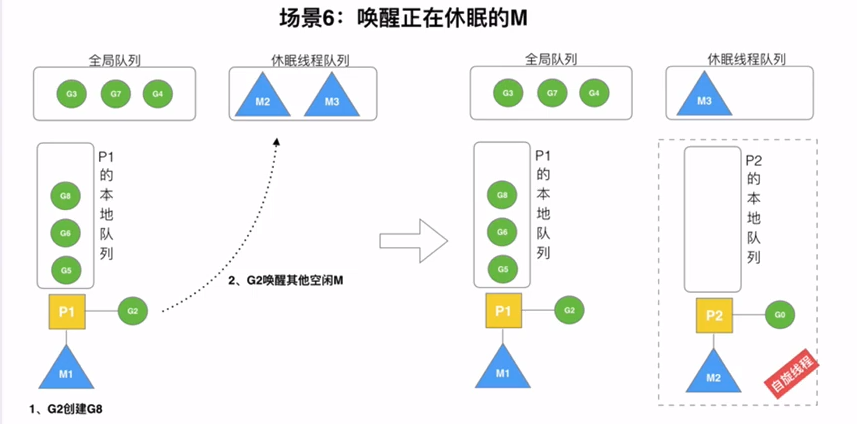 场景6：唤醒正在休眠的M
全局队列
休眠线程队列
G3 G7 G4
M2 M3
P1的本地队列
G8
G6
G5
P1
G2
2、G2唤醒其他空闲M
M1
1、G2创建G8
全局队列
休眠线程队列
G3 G7 G4
M3
P1的本地队列
G8
G6
G5
P1
G2
M1
P2的本地队列
P2
G0
M2
自旋线程